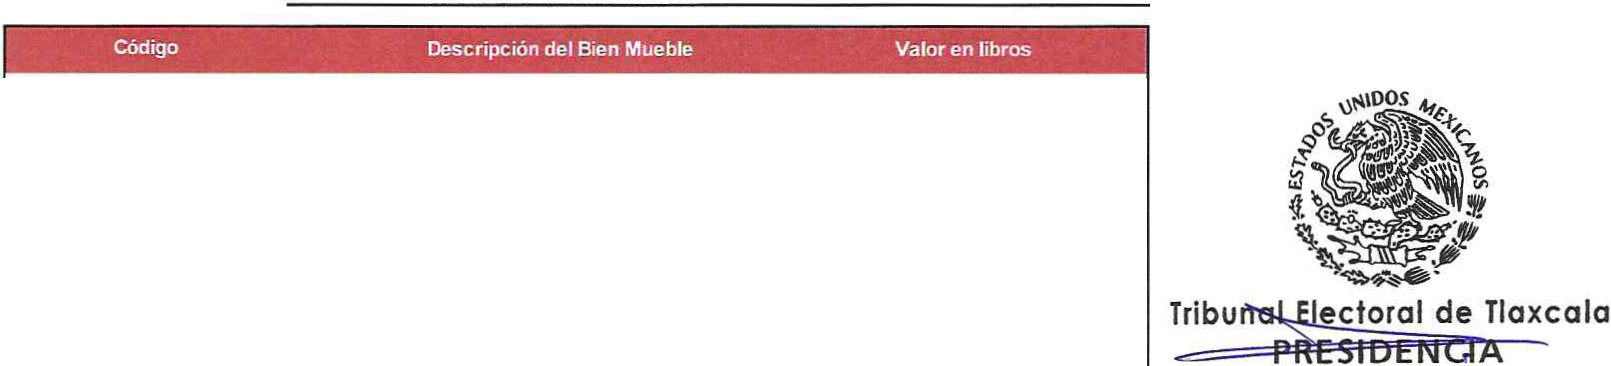 Código Descripción del Bien Mueble Valor en libros
ESTADOS UNIDOS MEXICANOS
Tribunal Electoral de Tlaxcala
PRESIDENCIA